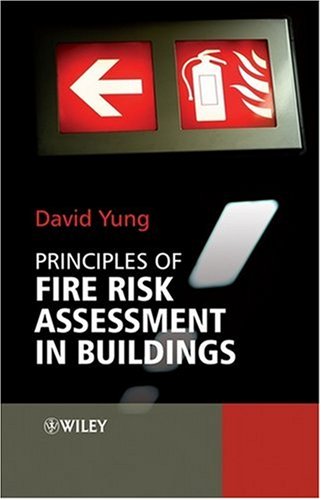 David Yung
PRINCIPLES OF
FIRE RISK
ASSESSMENT
IN BUILDINGS
WILEY